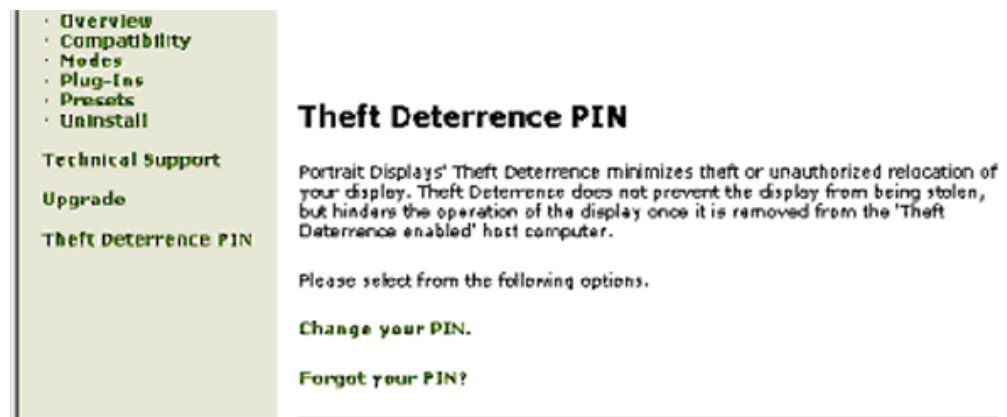 · Overview
· Compatibility
· Modes
· Plug-Ins
· Presets
· Uninstall
Technical Support
Upgrade
Theft Deterrence PIN
Theft Deterrence PIN
Portrait Displays' Theft Deterrence minimizes theft or unauthorized relocation of
your display. Theft Deterrence does not prevent the display from being stolen,
but hinders the operation of the display once it is removed from the 'Theft
Deterrence enabled' host computer.
Please select from the following options.
Change your PIN.
Forgot your PIN?